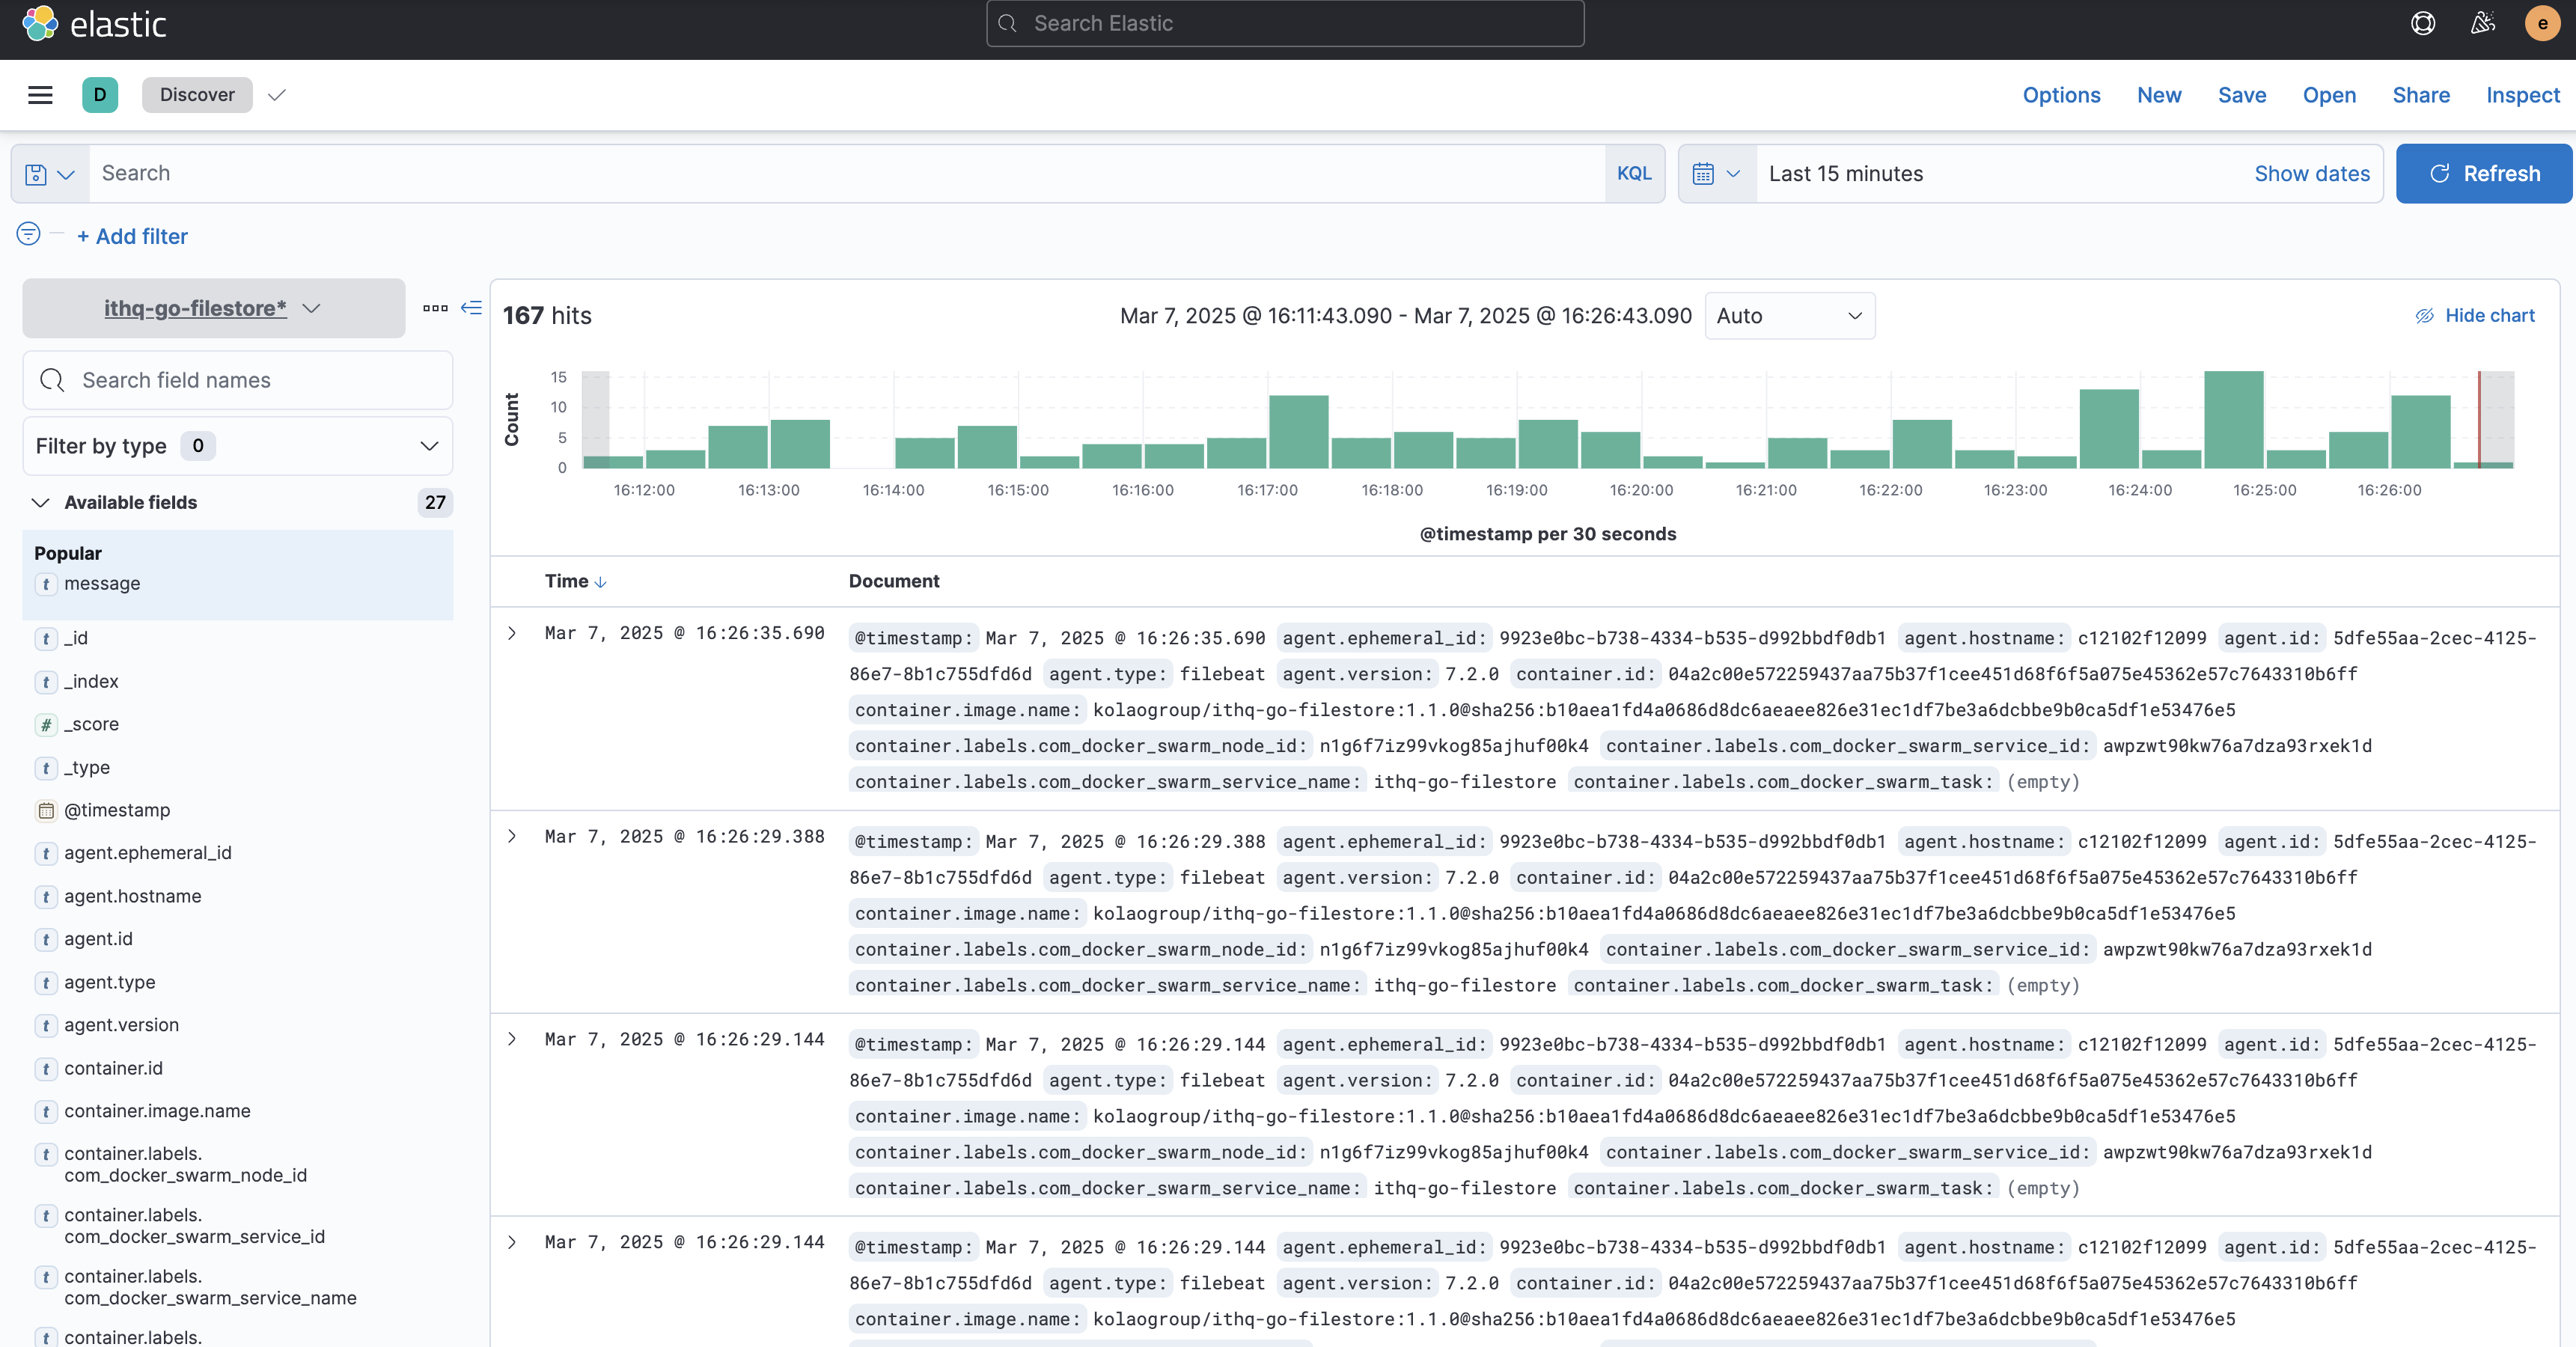 elastic
Search Elastic
e
D
Discover
Options New Save Open Share Inspect
Search
KQL
Last 15 minutes
Show dates
Refresh
+ Add filter
ithq-go-filestore*
Search field names
Filter by type 0
Available fields 27
Popular
t message
t _id
t _index
# _score
t _type
@timestamp
t agent.ephemeral_id
t agent.hostname
t agent.id
t agent.type
t agent.version
t container.id
t container.image.name
t container.labels.
com_docker_swarm_node_id
t container.labels.
com_docker_swarm_service_id
t container.labels.
com_docker_swarm_service_name
t container.labels.
167 hits
Mar 7, 2025 @ 16:11:43.090 - Mar 7, 2025 @ 16:26:43.090
Auto
Hide chart
Count
15
10
5
0
16:12:00 16:13:00 16:14:00 16:15:00 16:16:00 16:17:00 16:18:00 16:19:00 16:20:00 16:21:00 16:22:00 16:23:00 16:24:00 16:25:00 16:26:00
@timestamp per 30 seconds
Time Document
Mar 7, 2025 @ 16:26:35.690
@timestamp: Mar 7, 2025 @ 16:26:35.690 agent.ephemeral_id: 9923e0bc-b738-4334-b535-d992bbdf0db1 agent.hostname: c12102f12099 agent.id: 5dfe55aa-2cec-4125-
86e7-8b1c755dfd6d agent.type: filebeat agent.version: 7.2.0 container.id: 04a2c00e572259437aa75b37f1cee451d68f6f5a075e45362e57c7643310b6ff
container.image.name: kolaogroup/ithq-go-filestore:1.1.0@sha256:b10aea1fd4a0686d8dc6aeaee826e31ec1df7be3a6dcbbe9b0ca5df1e53476e5
container.labels.com_docker_swarm_node_id: n1g6f7iz99vkog85ajhuf00k4 container.labels.com_docker_swarm_service_id: awpzwt90kw76a7dza93rxek1d
container.labels.com_docker_swarm_service_name: ithq-go-filestore container.labels.com_docker_swarm_task: (empty)
Mar 7, 2025 @ 16:26:29.388
@timestamp: Mar 7, 2025 @ 16:26:29.388 agent.ephemeral_id: 9923e0bc-b738-4334-b535-d992bbdf0db1 agent.hostname: c12102f12099 agent.id: 5dfe55aa-2cec-4125-
86e7-8b1c755dfd6d agent.type: filebeat agent.version: 7.2.0 container.id: 04a2c00e572259437aa75b37f1cee451d68f6f5a075e45362e57c7643310b6ff
container.image.name: kolaogroup/ithq-go-filestore:1.1.0@sha256:b10aea1fd4a0686d8dc6aeaee826e31ec1df7be3a6dcbbe9b0ca5df1e53476e5
container.labels.com_docker_swarm_node_id: n1g6f7iz99vkog85ajhuf00k4 container.labels.com_docker_swarm_service_id: awpzwt90kw76a7dza93rxek1d
container.labels.com_docker_swarm_service_name: ithq-go-filestore container.labels.com_docker_swarm_task: (empty)
Mar 7, 2025 @ 16:26:29.144
@timestamp: Mar 7, 2025 @ 16:26:29.144 agent.ephemeral_id: 9923e0bc-b738-4334-b535-d992bbdf0db1 agent.hostname: c12102f12099 agent.id: 5dfe55aa-2cec-4125-
86e7-8b1c755dfd6d agent.type: filebeat agent.version: 7.2.0 container.id: 04a2c00e572259437aa75b37f1cee451d68f6f5a075e45362e57c7643310b6ff
container.image.name: kolaogroup/ithq-go-filestore:1.1.0@sha256:b10aea1fd4a0686d8dc6aeaee826e31ec1df7be3a6dcbbe9b0ca5df1e53476e5
container.labels.com_docker_swarm_node_id: n1g6f7iz99vkog85ajhuf00k4 container.labels.com_docker_swarm_service_id: awpzwt90kw76a7dza93rxek1d
container.labels.com_docker_swarm_service_name: ithq-go-filestore container.labels.com_docker_swarm_task: (empty)
Mar 7, 2025 @ 16:26:29.144
@timestamp: Mar 7, 2025 @ 16:26:29.144 agent.ephemeral_id: 9923e0bc-b738-4334-b535-d992bbdf0db1 agent.hostname: c12102f12099 agent.id: 5dfe55aa-2cec-4125-
86e7-8b1c755dfd6d agent.type: filebeat agent.version: 7.2.0 container.id: 04a2c00e572259437aa75b37f1cee451d68f6f5a075e45362e57c7643310b6ff
container.image.name: kolaogroup/ithq-go-filestore:1.1.0@sha256:b10aea1fd4a0686d8dc6aeaee826e31ec1df7be3a6dcbbe9b0ca5df1e53476e5